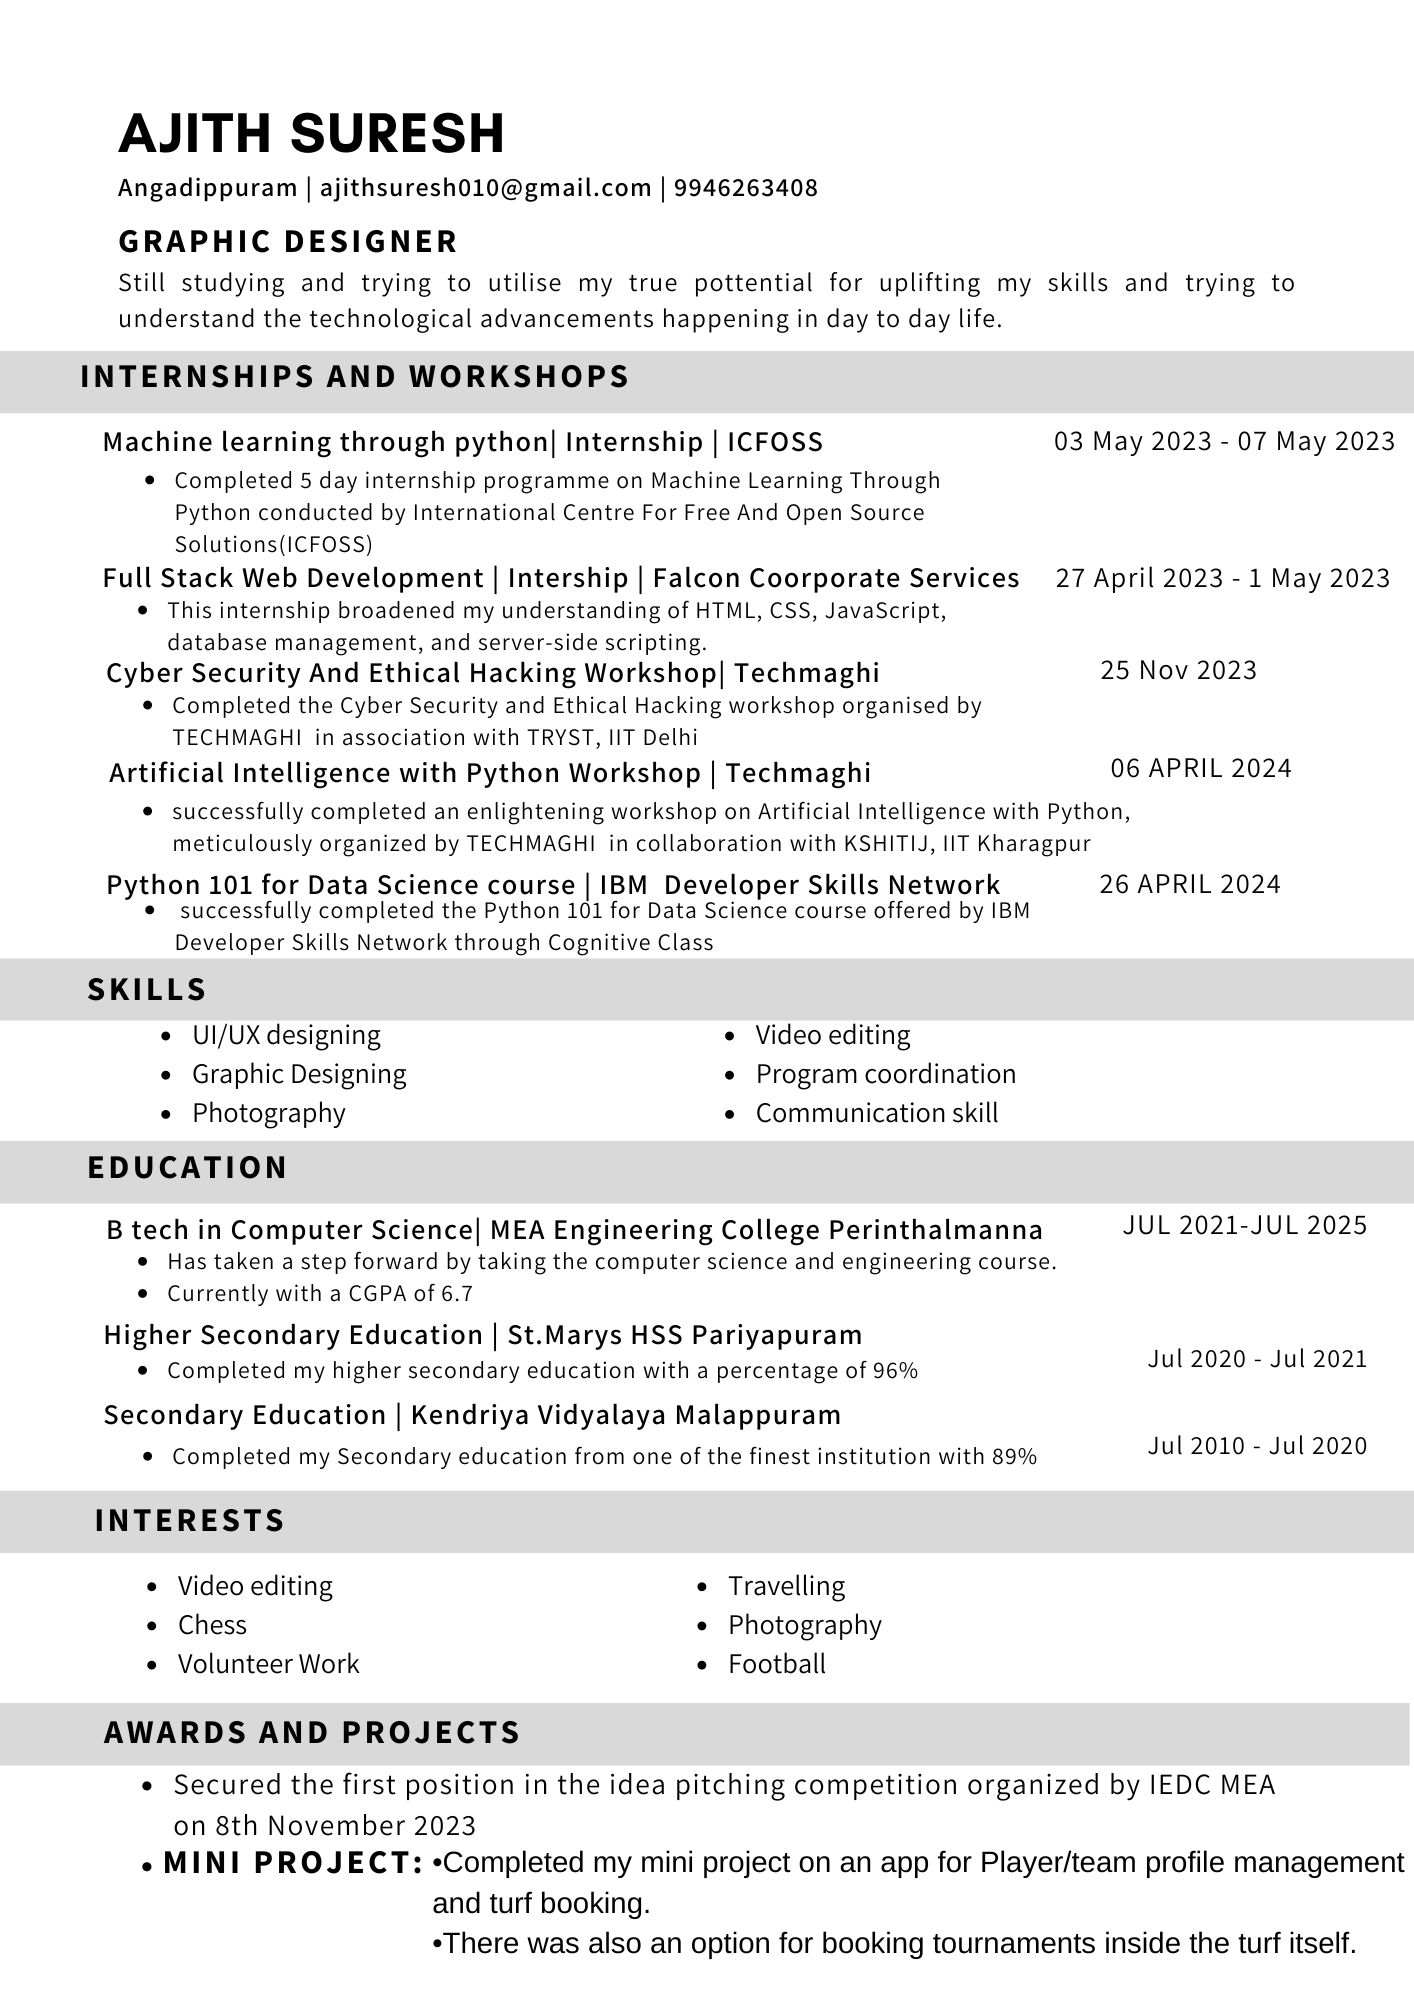 AJITH SURESH
Angadippuram | ajithsuresh010@gmail.com | 9946263408
GRAPHIC DESIGNER
Still studying and trying to utilise my true pottential for uplifting my skills and trying to
understand the technological advancements happening in day to day life.
INTERNSHIPS AND WORKSHOPS
Machine learning through python| Internship | ICFOSS 03 May 2023 - 07 May 2023
• Completed 5 day internship programme on Machine Learning Through
Python conducted by International Centre For Free And Open Source
Solutions(ICFOSS)
Full Stack Web Development | Intership | Falcon Coorporate Services 27 April 2023 - 1 May 2023
• This internship broadened my understanding of HTML, CSS, JavaScript,
database management, and server-side scripting.
Cyber Security And Ethical Hacking Workshop| Techmaghi 25 Nov 2023
• Completed the Cyber Security and Ethical Hacking workshop organised by
TECHMAGHI in association with TRYST, IIT Delhi
Artificial Intelligence with Python Workshop | Techmaghi 06 APRIL 2024
• successfully completed an enlightening workshop on Artificial Intelligence with Python,
meticulously organized by TECHMAGHI in collaboration with KSHITIJ, IIT Kharagpur
Python 101 for Data Science course | IBM Developer Skills Network 26 APRIL 2024
• successfully completed the Python 101 for Data Science course offered by IBM
Developer Skills Network through Cognitive Class
SKILLS
• UI/UX designing
• Graphic Designing
• Photography
• Video editing
• Program coordination
• Communication skill
EDUCATION
B tech in Computer Science| MEA Engineering College Perinthalmanna JUL 2021-JUL 2025
• Has taken a step forward by taking the computer science and engineering course.
• Currently with a CGPA of 6.7
Higher Secondary Education | St.Marys HSS Pariyapuram
Jul 2020 - Jul 2021
• Completed my higher secondary education with a percentage of 96%
Secondary Education | Kendriya Vidyalaya Malappuram
Jul 2010 - Jul 2020
• Completed my Secondary education from one of the finest institution with 89%
INTERESTS
• Video editing
• Chess
• Volunteer Work
• Travelling
• Photography
• Football
AWARDS AND PROJECTS
• Secured the first position in the idea pitching competition organized by IEDC MEA
on 8th November 2023
• MINI PROJECT: •Completed my mini project on an app for Player/team profile management
and turf booking.
•There was also an option for booking tournaments inside the turf itself.